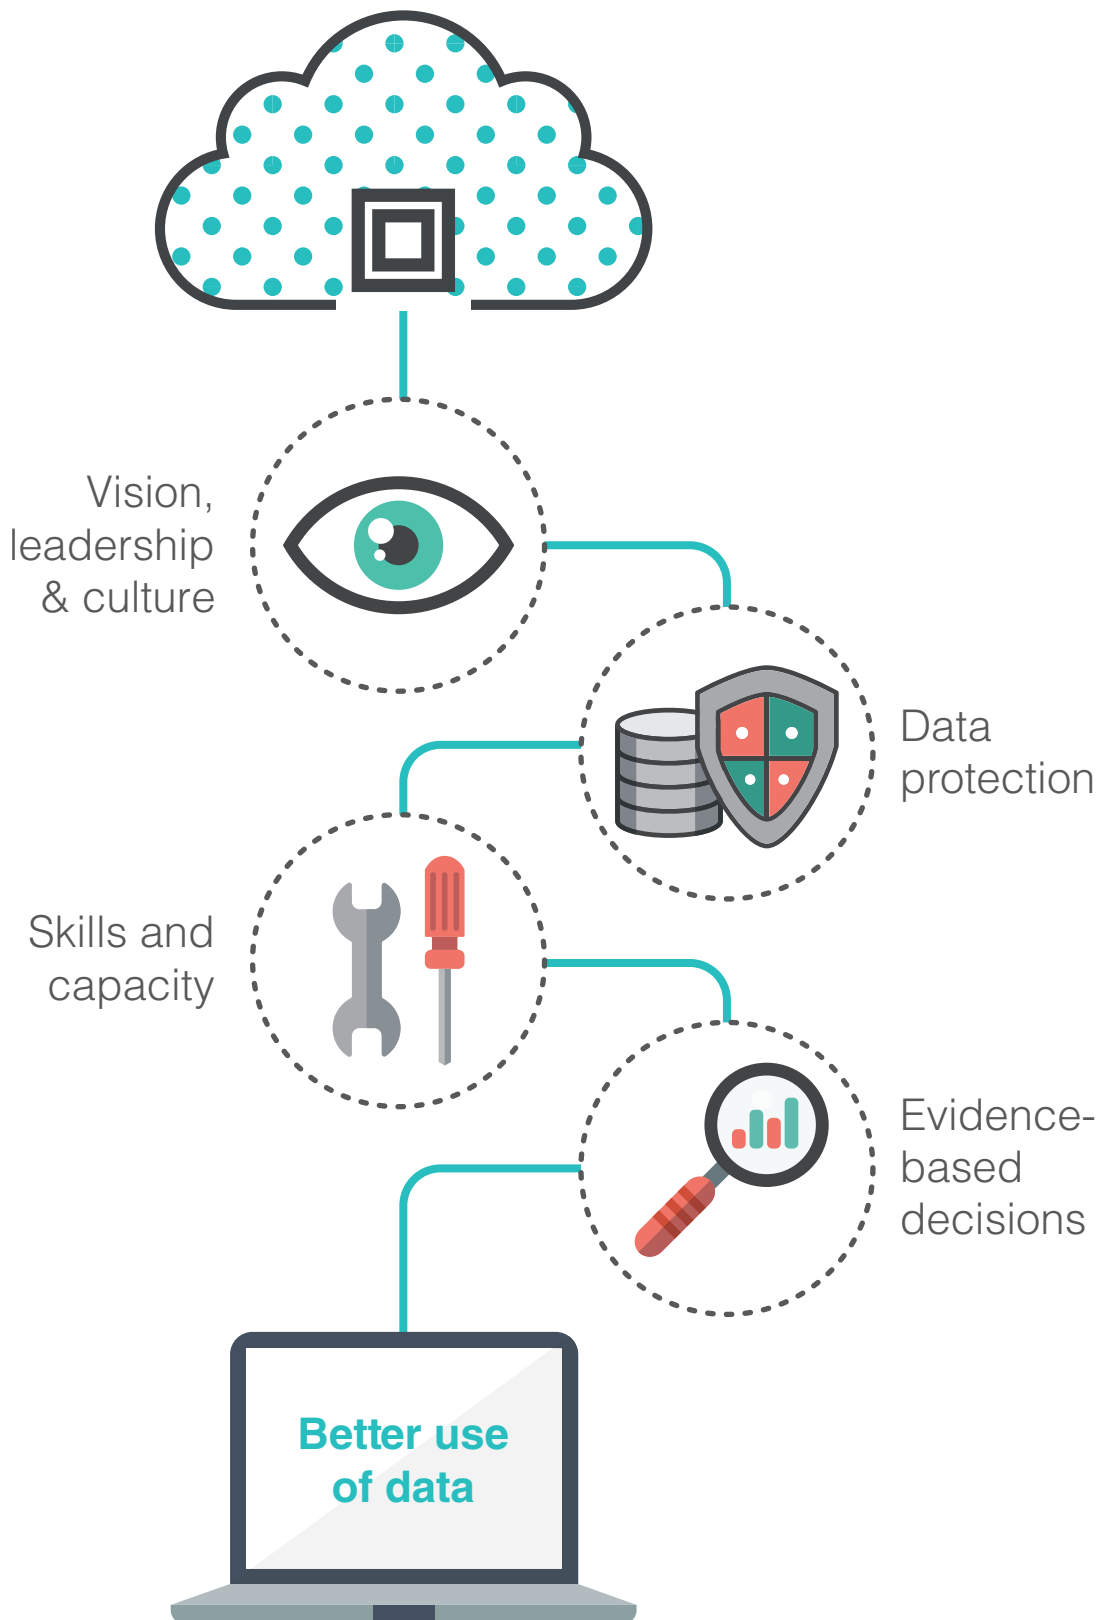 Vision,
leadership
& culture
Data
protection
Skills and
capacity
Evidence-
based
decisions
Better use
of data